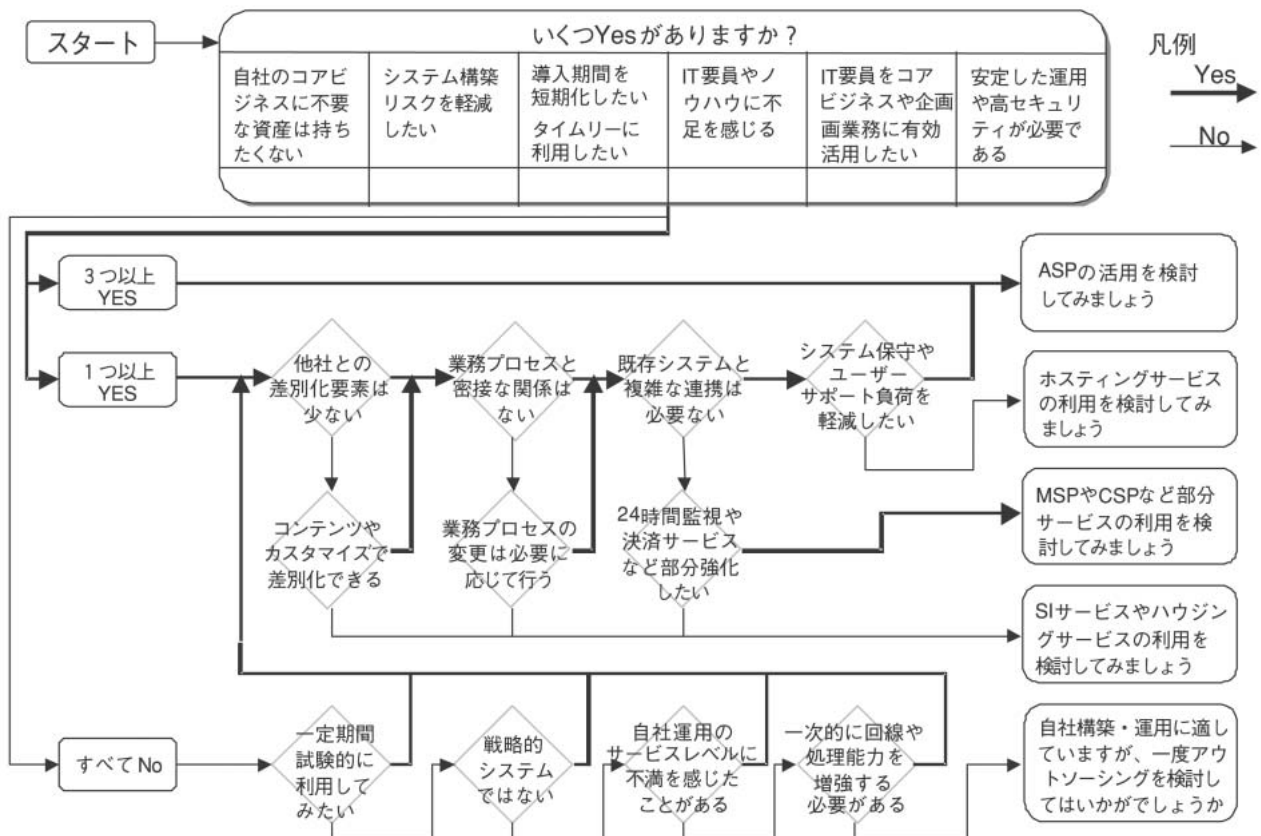 スタート
いくつYesがありますか？
自社のコアビ
ジネスに不要
な資産は持ち
たくない
システム構築
リスクを軽減
したい
導入期間を
短期化したい
タイムリーに
利用したい
IT要員やノ
ウハウに不
足を感じる
IT要員をコア
ビジネスや企画
画業務に有効
活用したい
安定した運用
や高セキュリ
ティが必要で
ある
凡例
Yes
No
3つ以上
YES
ASPの活用を検討
してみましょう
1つ以上
YES
他社との
差別化要素は
少ない
業務プロセスと
密接な関係は
ない
既存システムと
複雑な連携は
必要ない
システム保守や
ユーザー
サポート負荷を
軽減したい
ホスティングサービス
の利用を検討してみ
ましょう
コンテンツや
カスタマイズで
差別化できる
業務プロセスの
変更は必要に
応じて行う
24時間監視や
決済サービス
など部分強化
したい
MSPやCSPなど部分
サービスの利用を検
討してみましょう
SIサービスやハウジン
グサービスの利用を
検討してみましょう
すべてNo
一定期間
試験的に
利用して
みたい
戦略的
システム
ではない
自社運用の
サービスレベルに
不満を感じた
ことがある
一次的に回線や
処理能力を
増強する
必要がある
自社構築・運用に適し
ていますが、一度アウ
トソーシングを検討し
てはいかがでしょうか